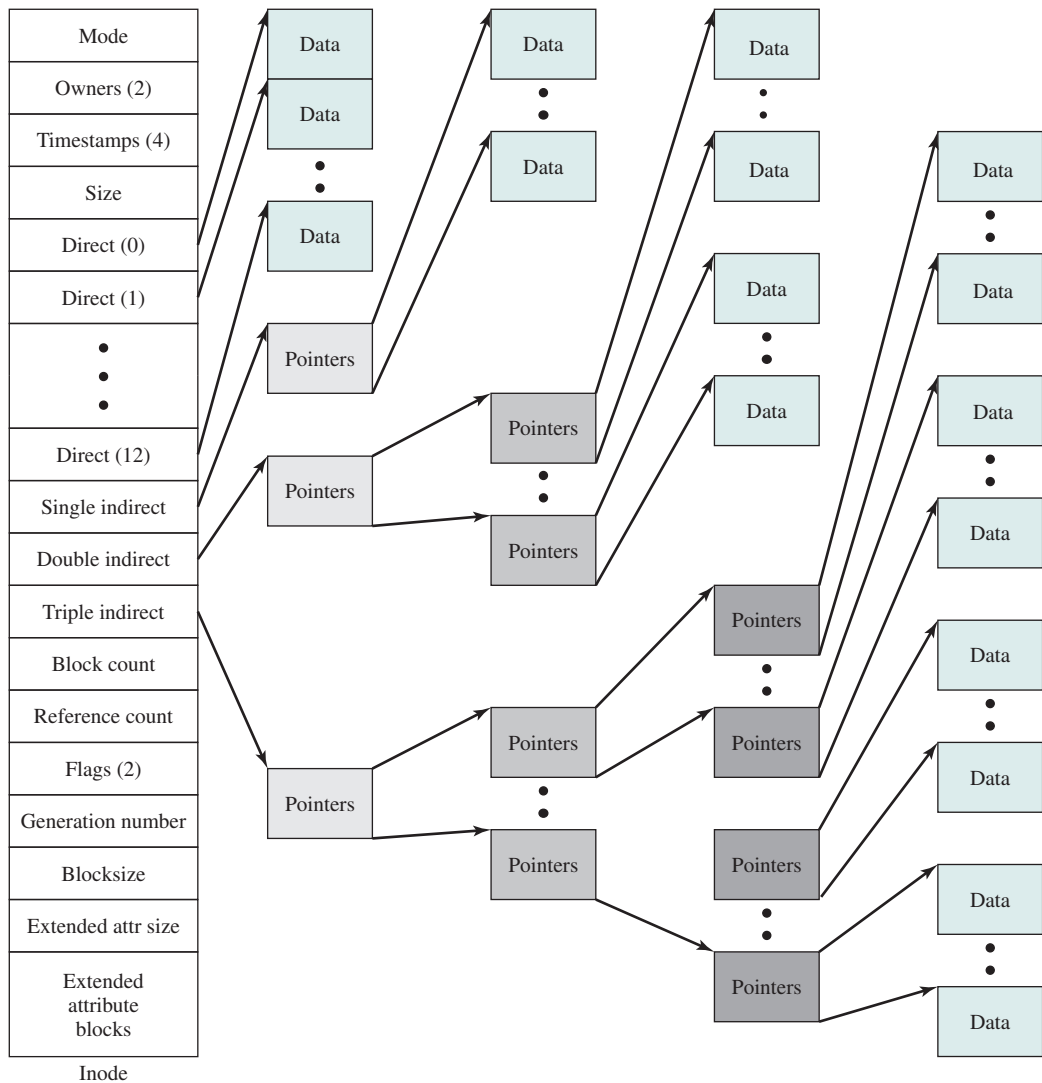 Mode
Owners (2)
Timestamps (4)
Size
Direct (0)
Direct (1)
Direct (12)
Single indirect
Double indirect
Triple indirect
Block count
Reference count
Flags (2)
Generation number
Blocksize
Extended attr size
Extended
attribute
blocks
Inode
Data
Data
Data
Pointers
Pointers
Pointers
Data
Data
Pointers
Pointers
Pointers
Pointers
Data
Data
Data
Data
Pointers
Pointers
Pointers
Pointers
Data
Data
Data
Data
Data
Data
Data
Data